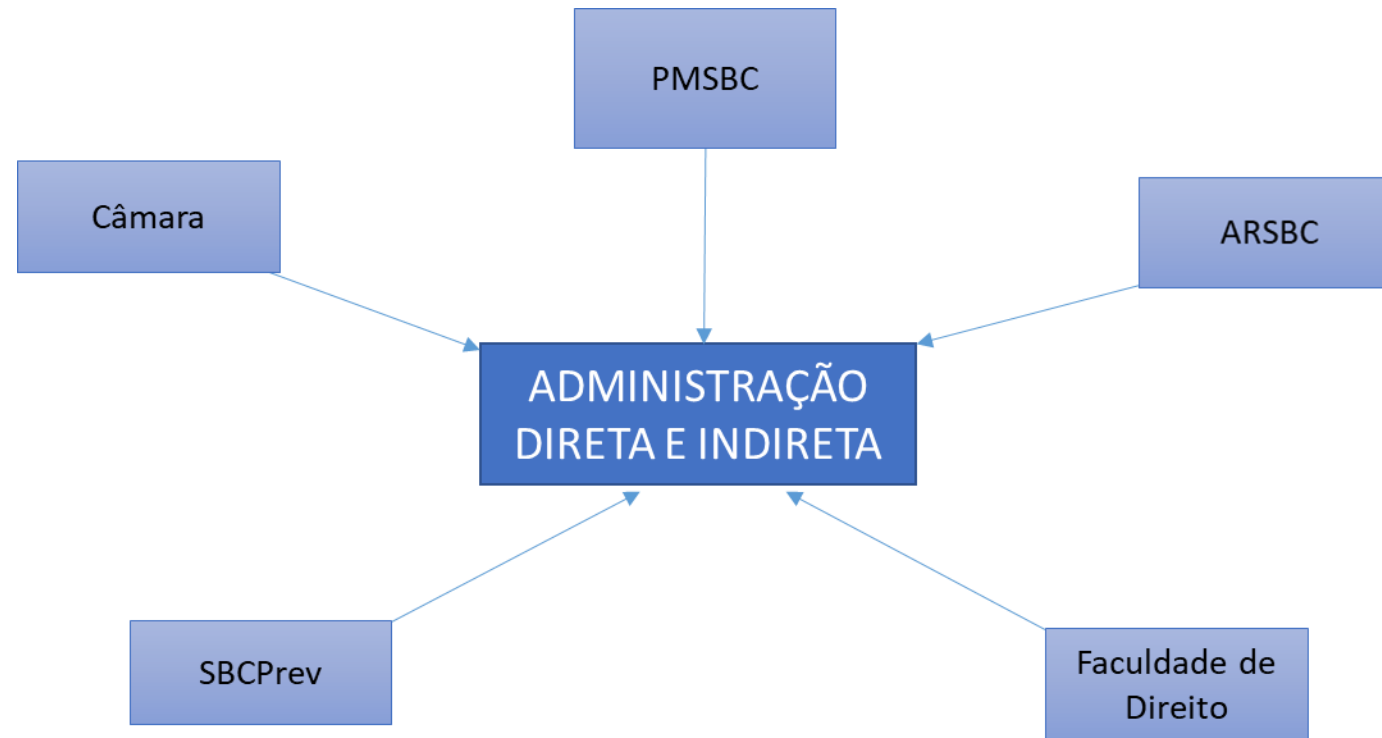 PMSBC
Câmara
ARSBC
ADMINISTRAÇÃO
DIRETA E INDIRETA
SBCPrev
Faculdade de
Direito